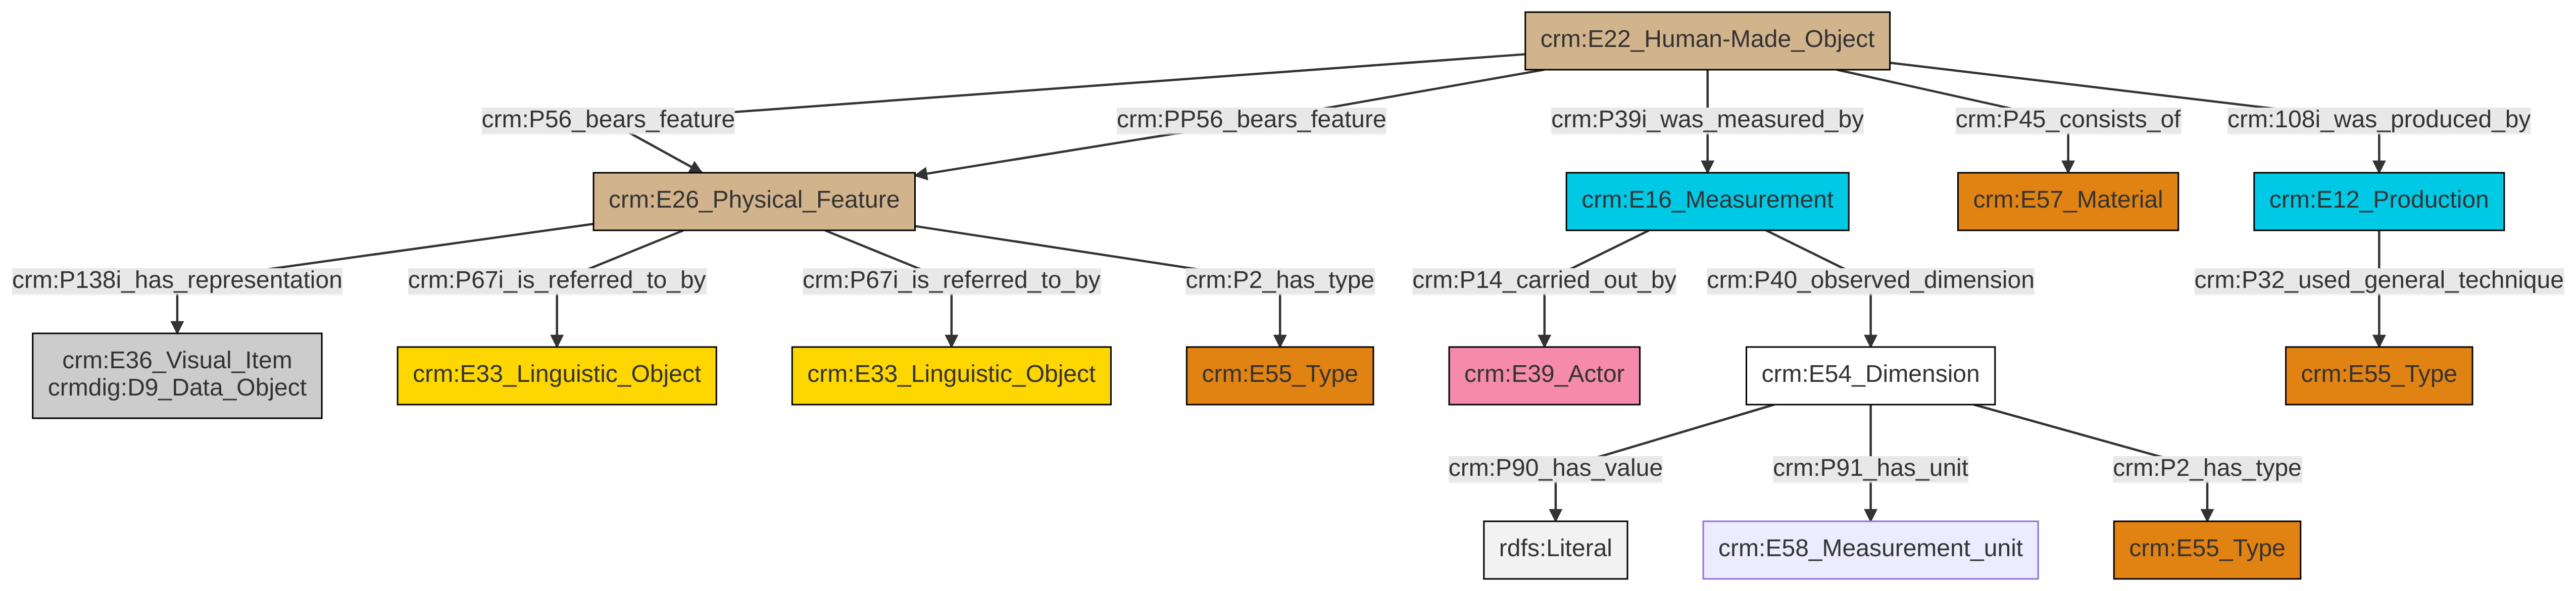 crm:E22_Human-Made_Object
crm:P56_bears_feature
crm:PP56_bears_feature
crm:P39i_was_measured_by
crm:P45_consists_of
crm:108i_was_produced_by
crm:E26_Physical_Feature
crm:E16_Measurement
crm:E57_Material
crm:E12_Production
crm:P138i_has_representation
crm:P67i_is_referred_to_by
crm:P67i_is_referred_to_by
crm:P2_has_type
crm:P14_carried_out_by
crm:P40_observed_dimension
crm:P32_used_general_technique
crm:E36_Visual_Item
crmdig:D9_Data_Object
crm:E33_Linguistic_Object
crm:E33_Linguistic_Object
crm:E55_Type
crm:E39_Actor
crm:E54_Dimension
crm:E55_Type
crm:P90_has_value
crm:P91_has_unit
crm:P2_has_type
rdfs:Literal
crm:E58_Measurement_unit
crm:E55_Type